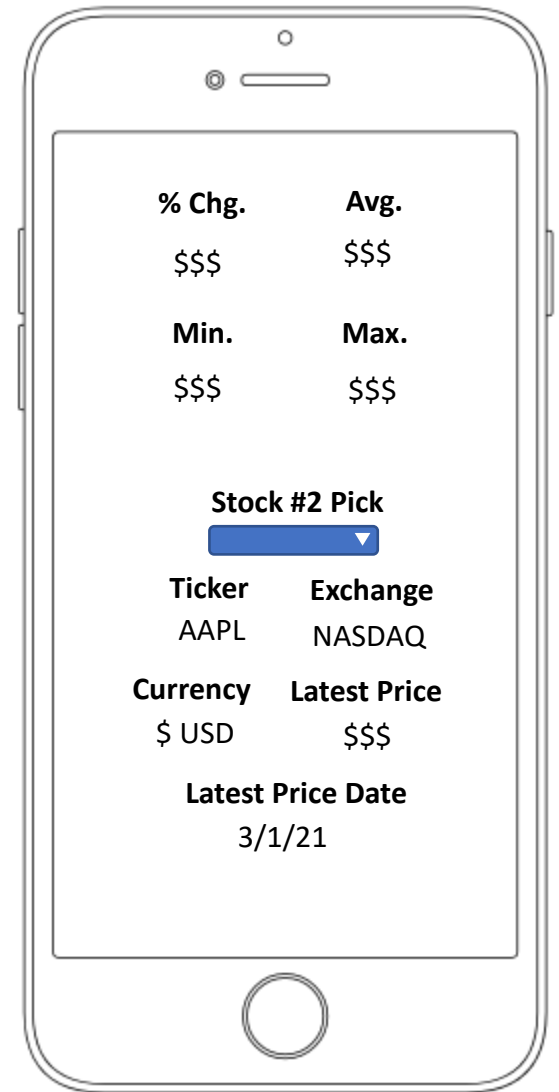 % Chg. Avg.
$$$ $$$
Min. Max.
$$$ $$$
Stock #2 Pick
Ticker Exchange
AAPL NASDAQ
Currency Latest Price
$ USD $$$
Latest Price Date
3/1/21